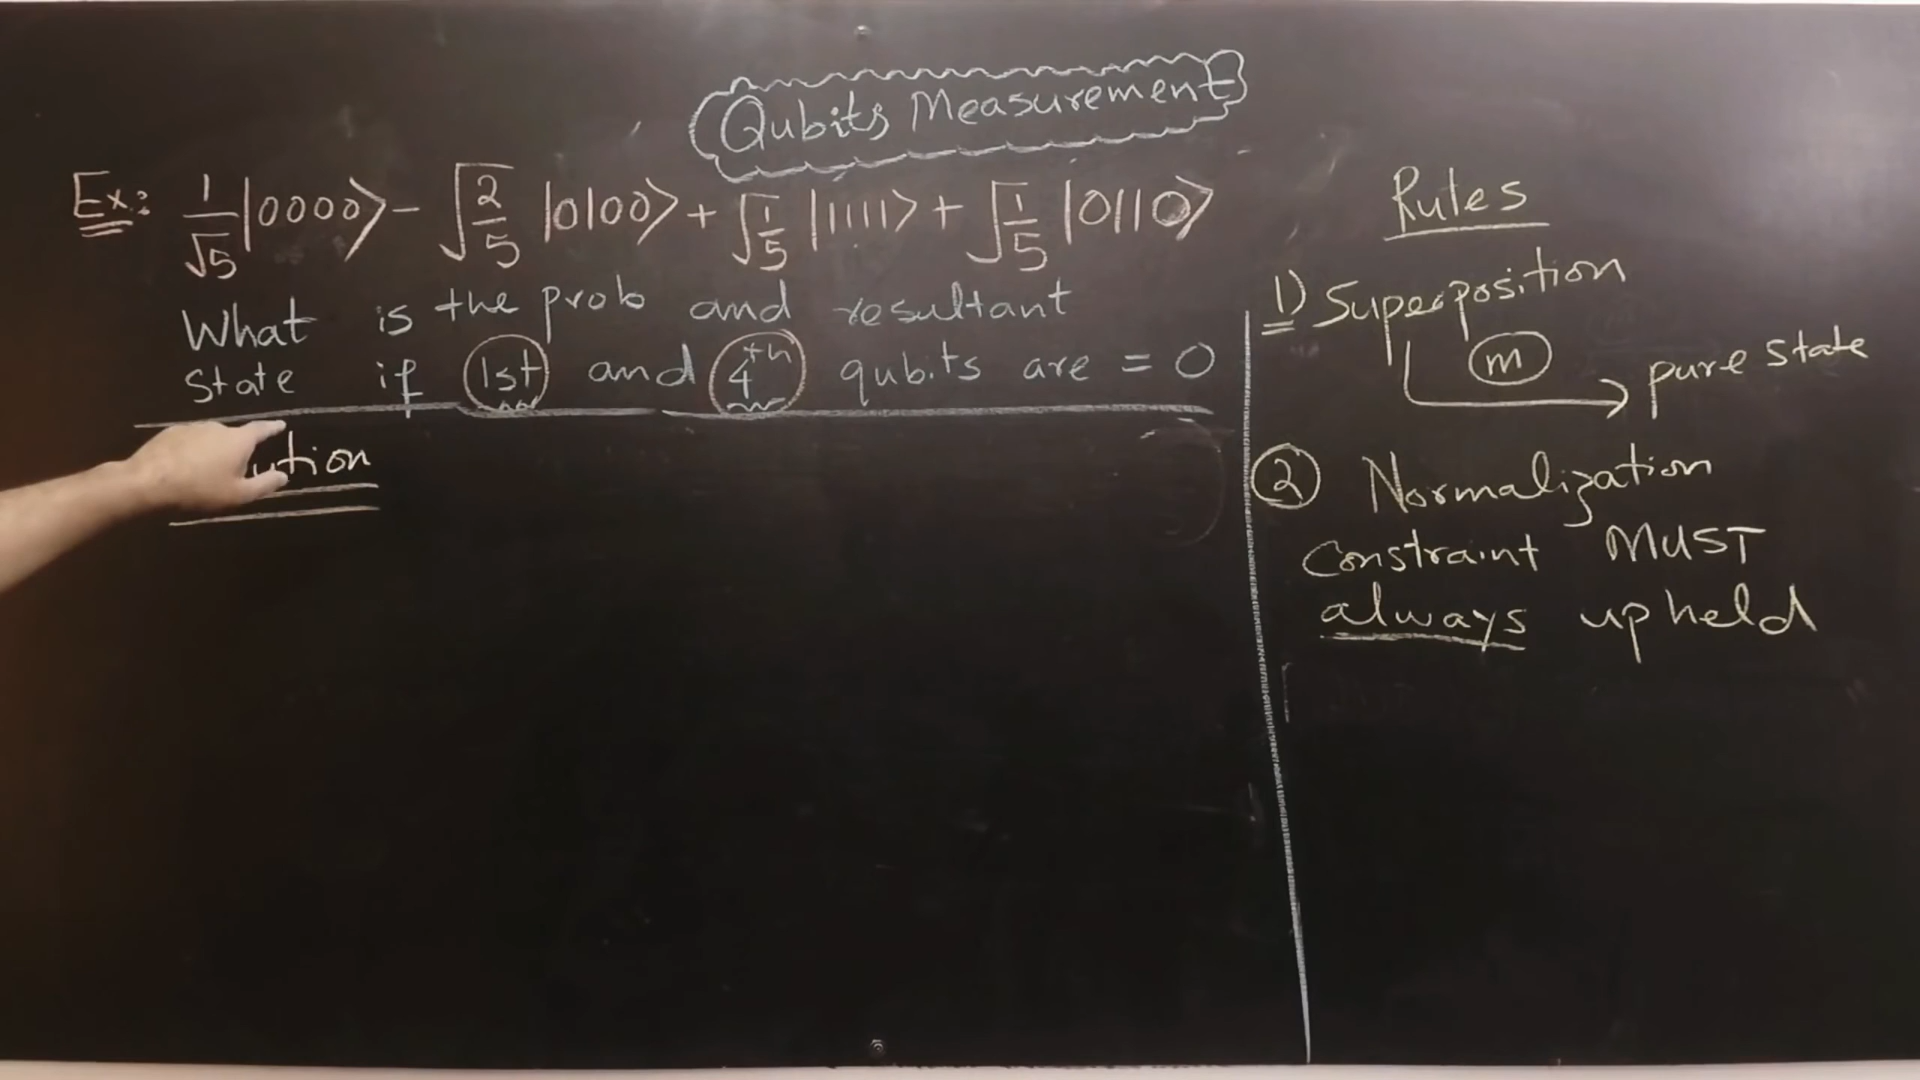 Qubits Measurement
Ex: 1/√5 |0000> - √2/5 |0100> + √1/5 |1111> + √1/5 |0110>
What is the prob and resultant
state if 1st and 4th qubits are = 0
ution
Rules
1) Superposition
m
pure state
2 Normalization
Constraint MUST
always upheld